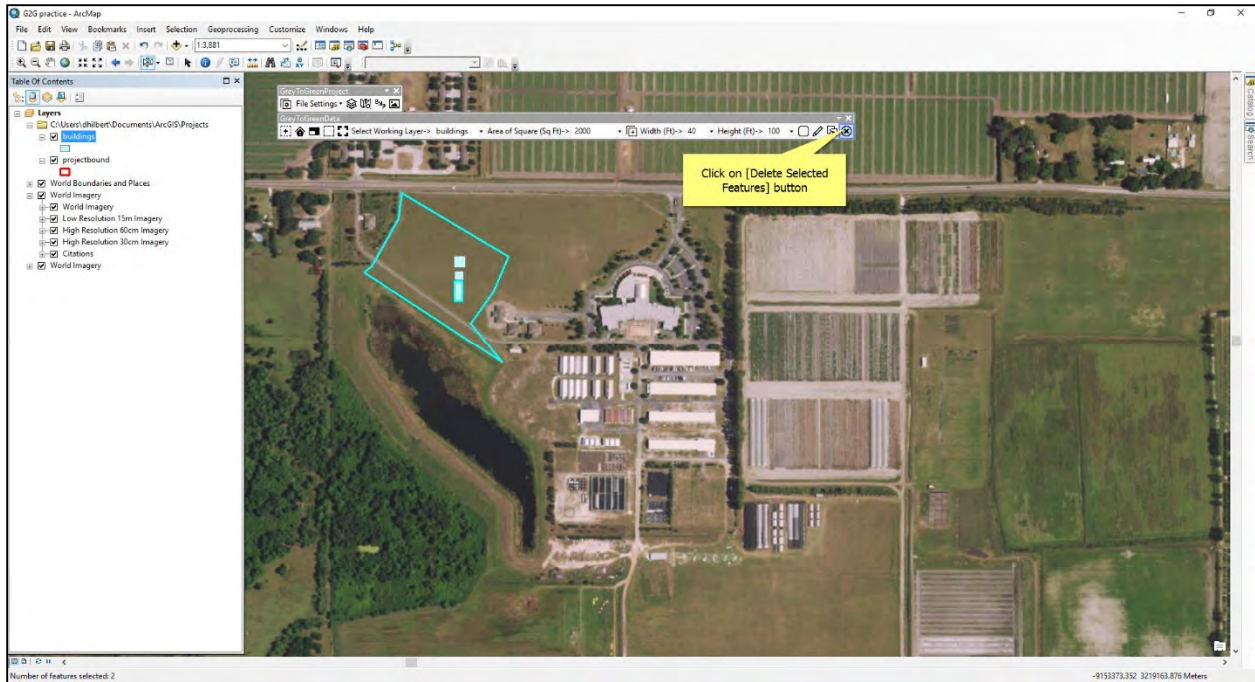 G2G practice - ArcMap
File Edit View Bookmarks Insert Selection Geoprocessing Customize Windows Help
1:3,881
Table Of Contents
Layers
C:\Users\dhilbert\Documents\ArcGIS\Projects
buildings
projectbound
World Boundaries and Places
World Imagery
World Imagery
Low Resolution 15m Imagery
High Resolution 60cm Imagery
High Resolution 30cm Imagery
Citations
World Imagery
GreyToGreenProject
File Settings
GreyToGreenData
Select Working Layer-> buildings Area of Square (Sq Ft)-> 2000 Width (Ft)-> 40 Height (Ft)-> 100
Click on [Delete Selected
Features] button
Catalog
Search
Number of features selected: 2
-9153373.352 3219163.876 Meters